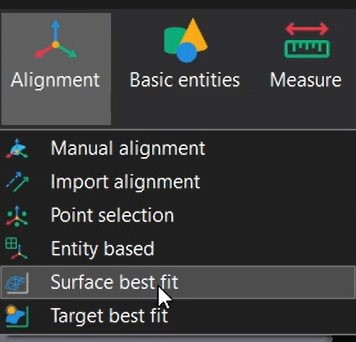 Alignment Basic entities Measure
Manual alignment
Import alignment
Point selection
Entity based
Surface best fit
Target best fit